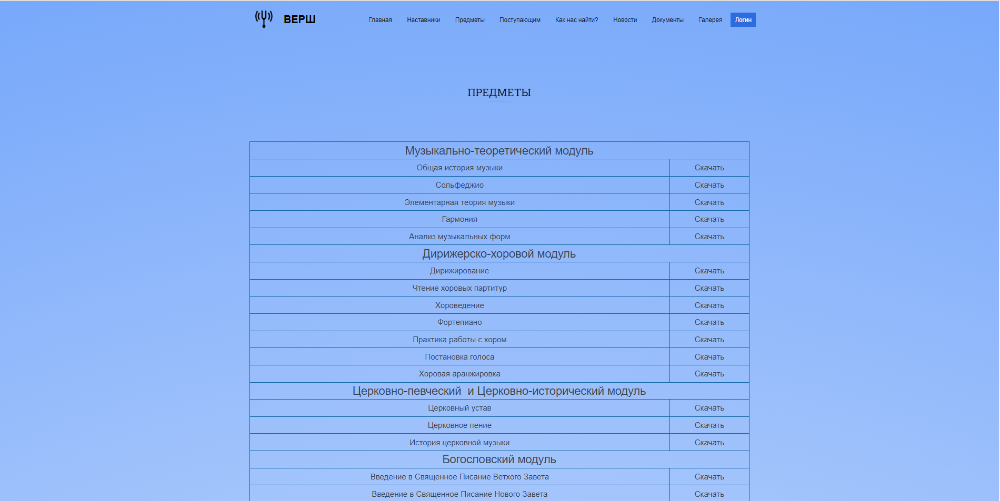 ВЕРШ
Главная Наставники Предметы Поступающим Как нас найти? Новости Документы Галерея Логин
ПРЕДМЕТЫ
Музыкально-теоретический модуль
Общая история музыки Скачать
Сольфеджио Скачать
Элементарная теория музыки Скачать
Гармония Скачать
Анализ музыкальных форм Скачать
Дирижерско-хоровой модуль
Дирижирование Скачать
Чтение хоровых партитур Скачать
Хороведение Скачать
Фортепиано Скачать
Практика работы с хором Скачать
Постановка голоса Скачать
Хоровая аранжировка Скачать
Церковно-певческий и Церковно-исторический модуль
Церковный устав Скачать
Церковное пение Скачать
История церковной музыки Скачать
Богословский модуль
Введение в Священное Писание Ветхого Завета Скачать
Введение в Священное Писание Нового Завета Скачать